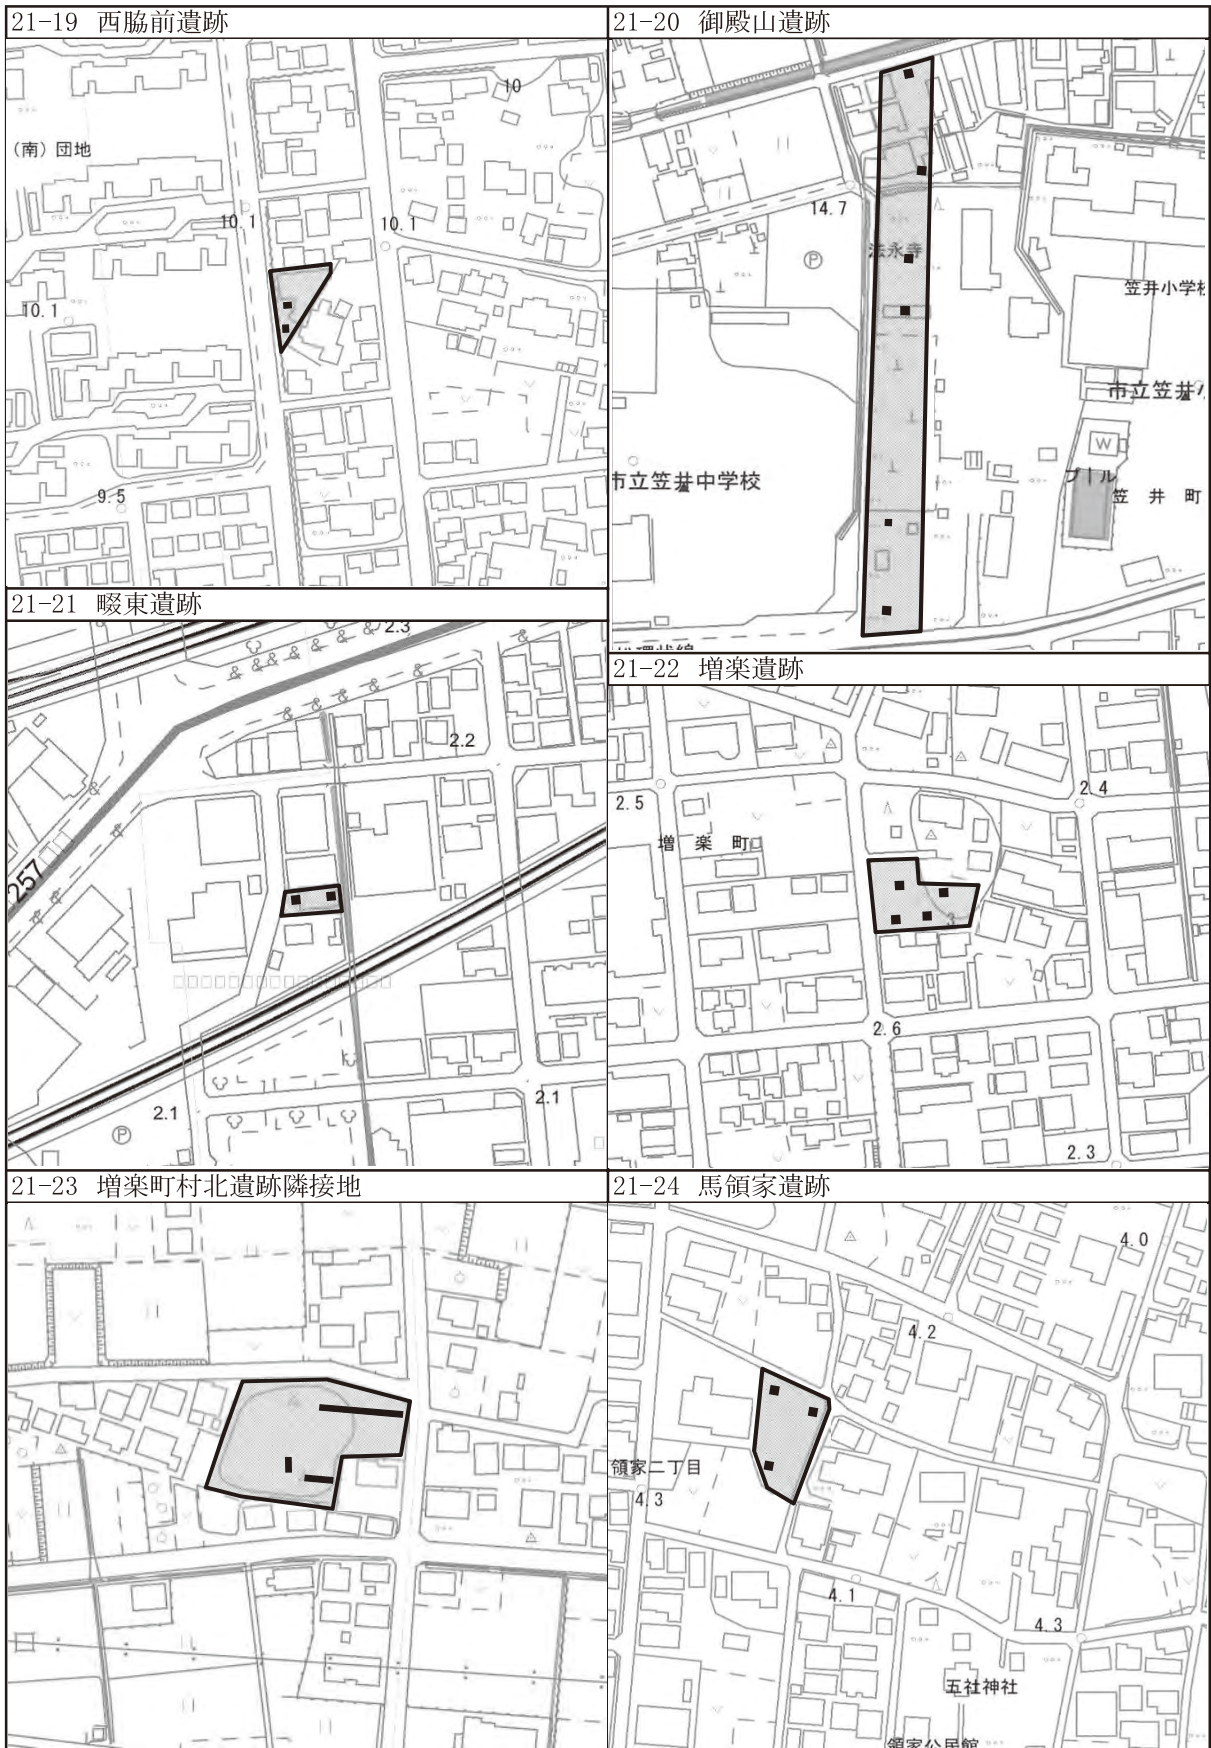 21-19 西脇前遺跡
10
(南)団地
10.1
10.1
10.1
9.5
21-20 御殿山遺跡
14.7
法永寺
P
笠井小学校
市立笠井小
W
プール
市立笠井中学校
笠井町
21-21 畷東遺跡
2.3
2.2
257
2.1
2.1
P
21-22 増楽遺跡
2.5
2.4
増楽町
3
2.6
2.3
21-23 増楽町村北遺跡隣接地
21-24 馬領家遺跡
4.0
4.2
領家二丁目
4.3
4.1
4.3
五社神社
領家公民館